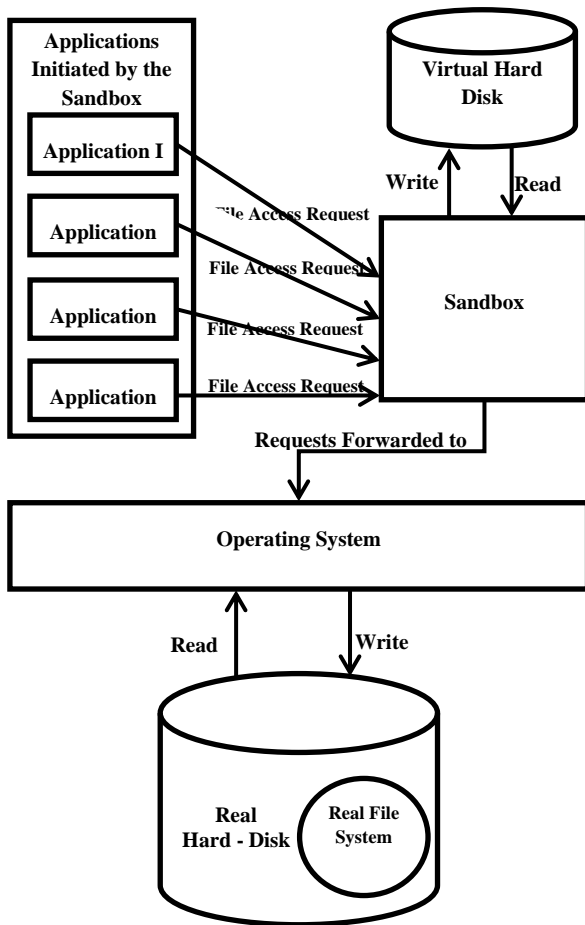 Applications
Initiated by the
Sandbox
Application I
Application
Application
Application
File Access Request
File Access Request
File Access Request
File Access Request
Virtual Hard
Disk
Write
Read
Sandbox
Requests Forwarded to
Operating System
Read
Write
Real
Hard - Disk
Real File
System